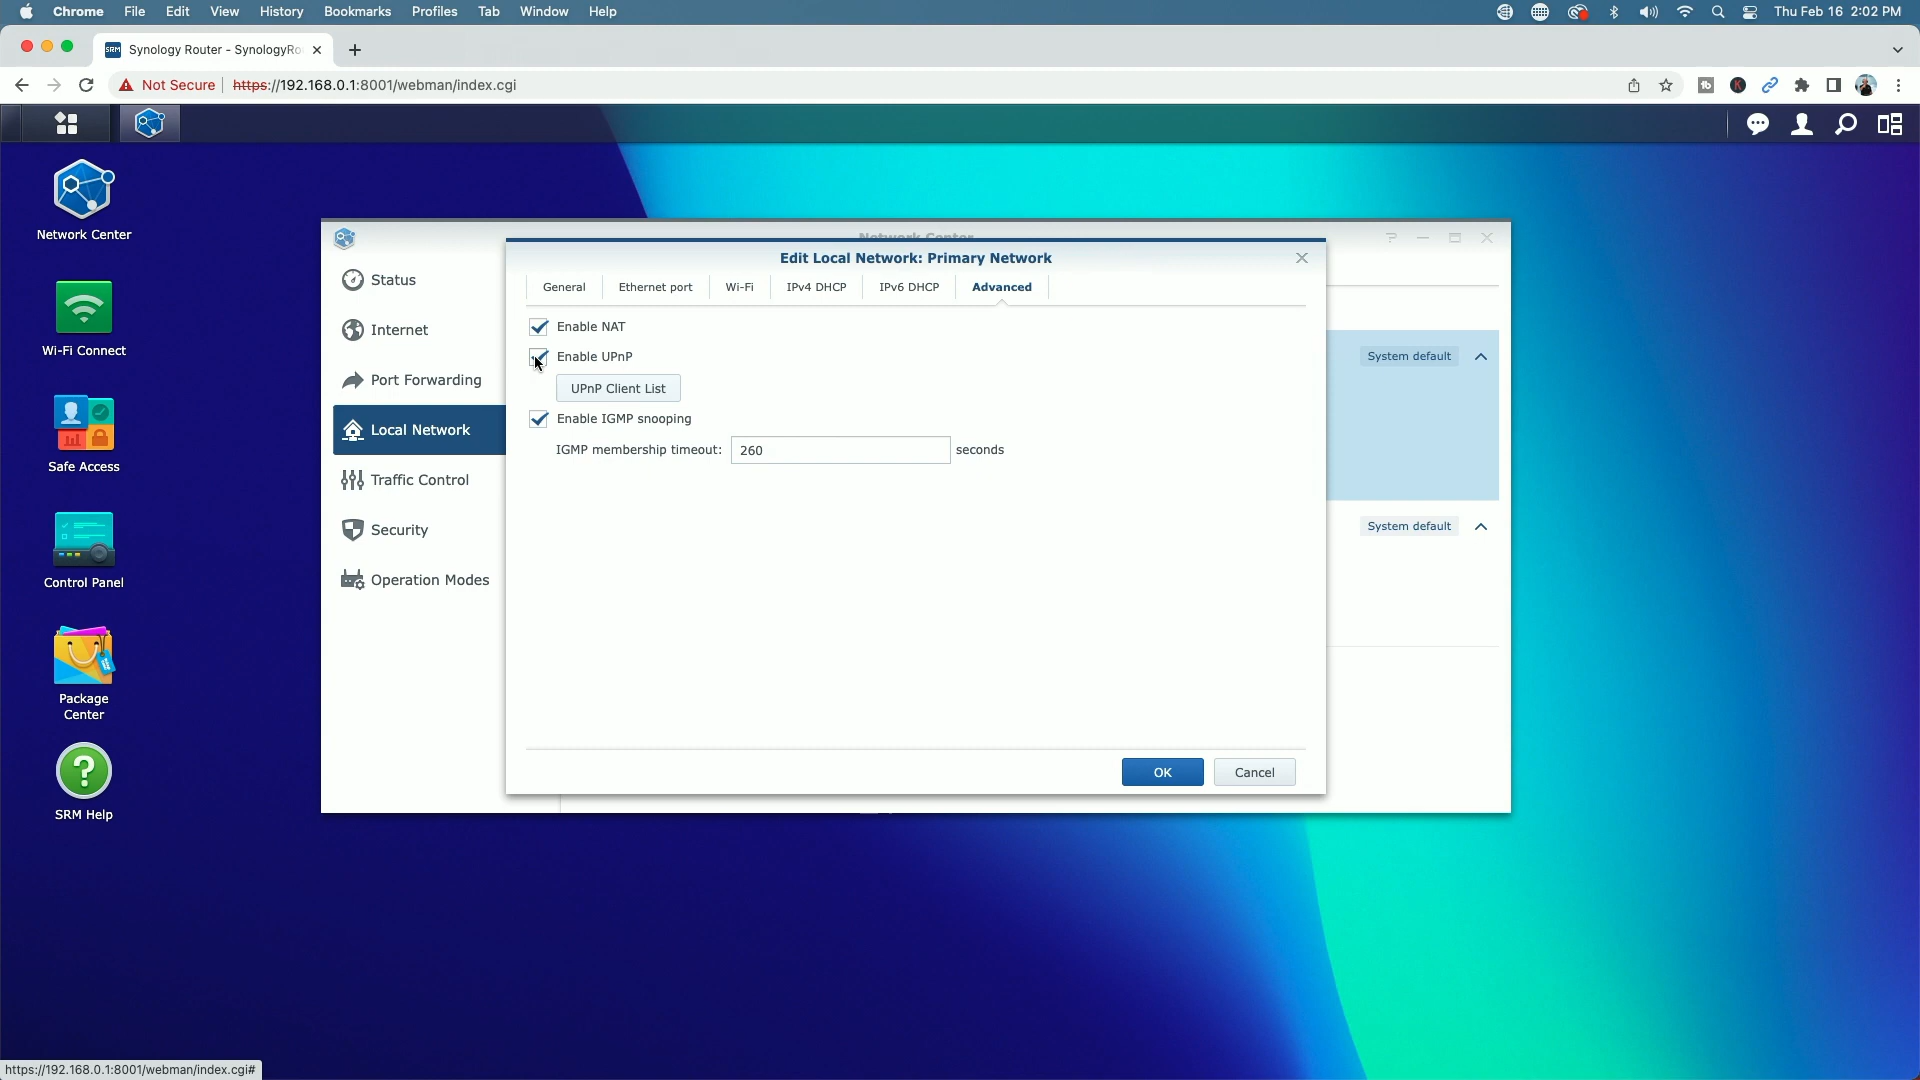 Chrome File Edit View History Bookmarks Profiles Tab Window Help Thu Feb 16 2:02 PM
SRM Synology Router - SynologyRo
Not Secure https://192.168.0.1:8001/webman/index.cgi
Network Center
Wi-Fi Connect
Safe Access
Control Panel
Package
Center
SRM Help
Network Center
Status
Internet
Port Forwarding
Local Network
Traffic Control
Security
Operation Modes
Edit Local Network: Primary Network
General Ethernet port Wi-Fi IPv4 DHCP IPv6 DHCP Advanced
Enable NAT
Enable UPnP
UPnP Client List
Enable IGMP snooping
IGMP membership timeout: 260 seconds
OK Cancel
System default
System default
https://192.168.0.1:8001/webman/index.cgi#